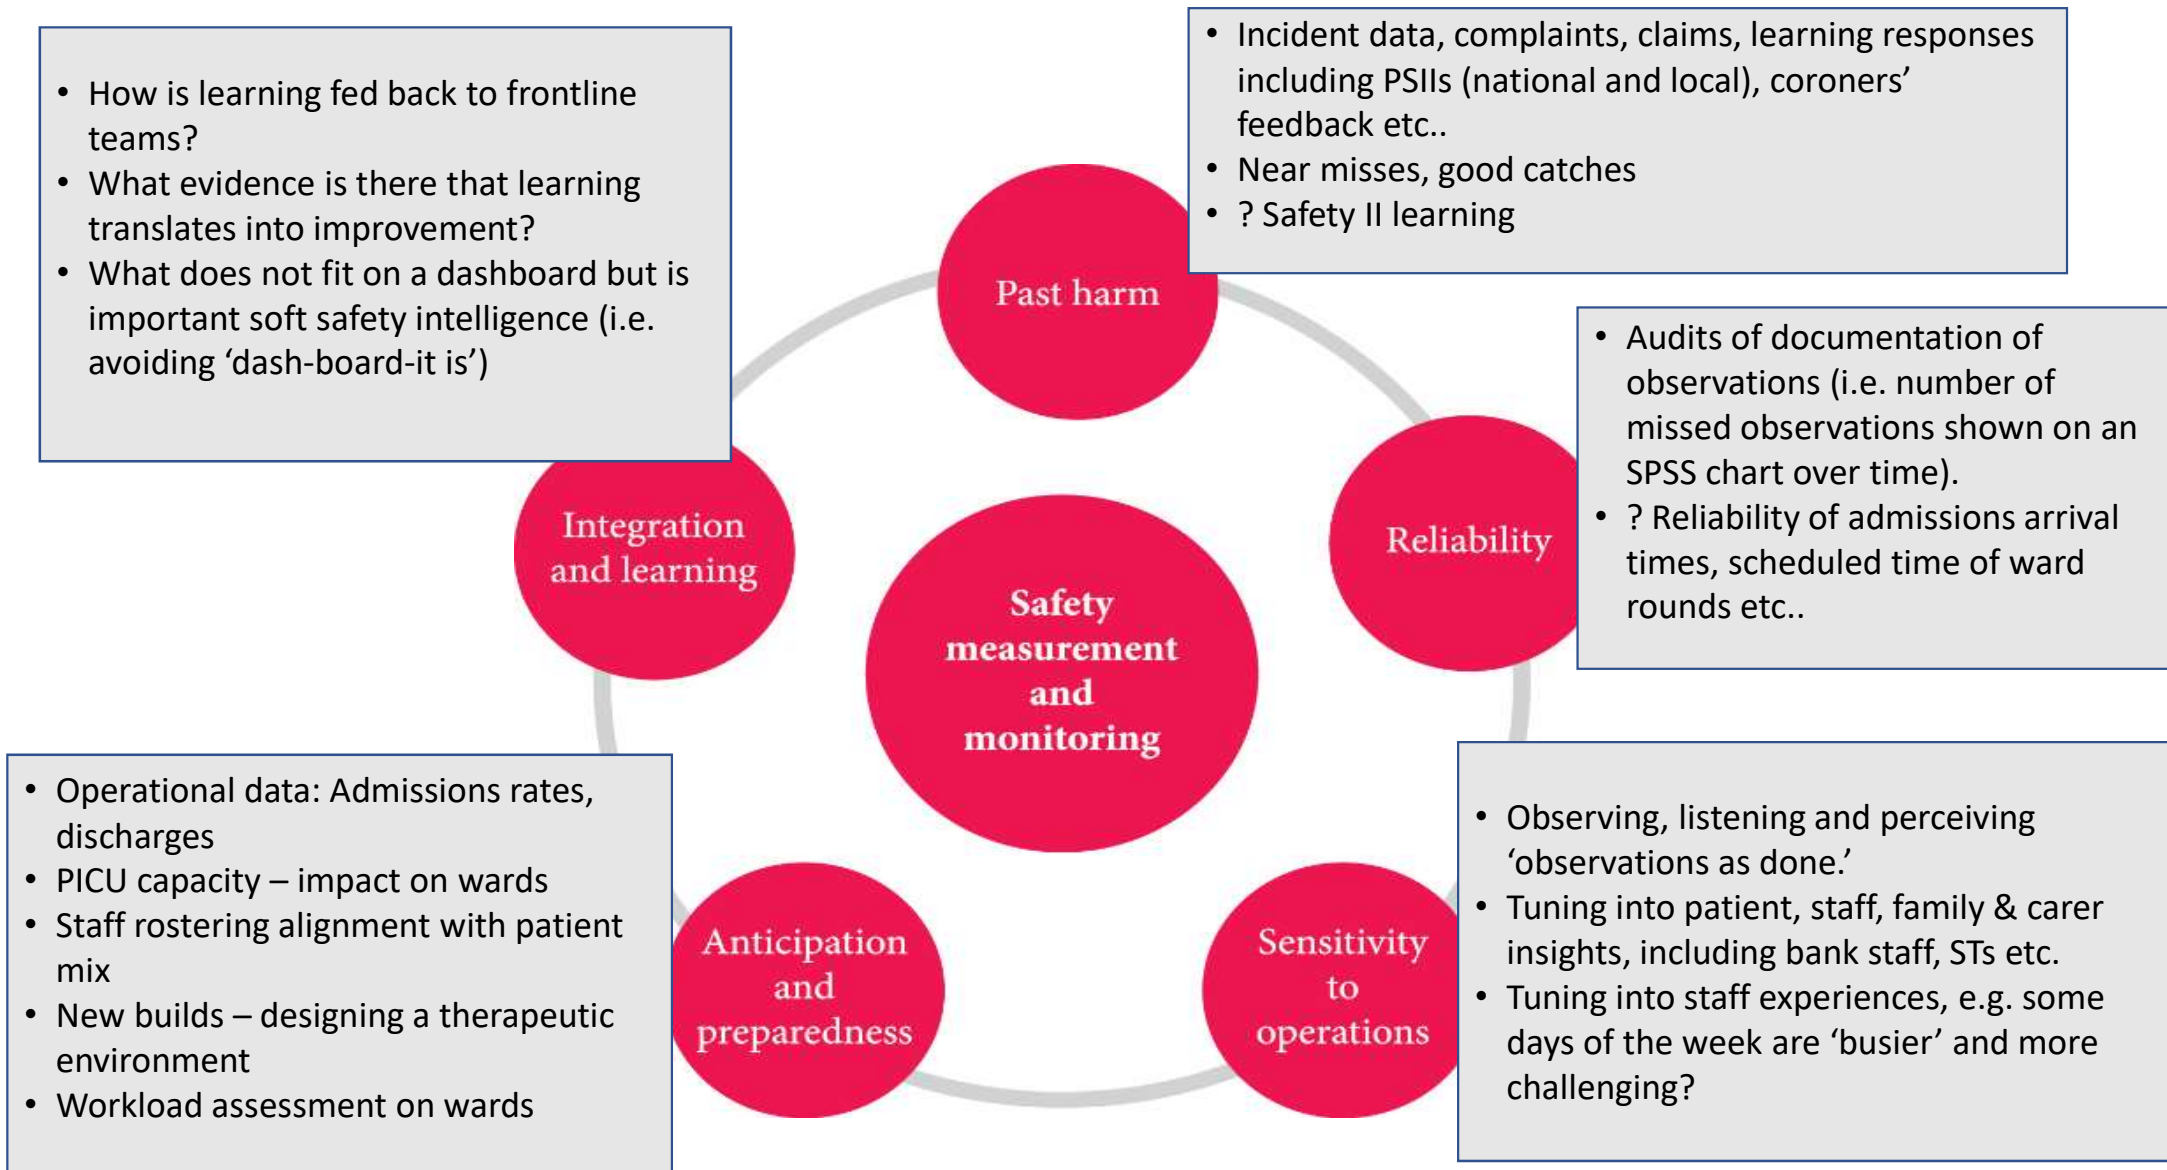 • How is learning fed back to frontline
teams?
• What evidence is there that learning
translates into improvement?
• What does not fit on a dashboard but is
important soft safety intelligence (i.e.
avoiding ‘dash-board-it is’)
• Incident data, complaints, claims, learning responses
including PSIIs (national and local), coroners’
feedback etc..
• Near misses, good catches
• ? Safety II learning
Past harm
• Audits of documentation of
observations (i.e. number of
missed observations shown on an
SPSS chart over time).
• ? Reliability of admissions arrival
times, scheduled time of ward
rounds etc..
Integration
and learning
Reliability
Safety
measurement
and
monitoring
• Operational data: Admissions rates,
discharges
• PICU capacity – impact on wards
• Staff rostering alignment with patient
mix
• New builds – designing a therapeutic
environment
• Workload assessment on wards
Anticipation
and
preparedness
Sensitivity
to
operations
• Observing, listening and perceiving
‘observations as done.’
• Tuning into patient, staff, family & carer
insights, including bank staff, STs etc.
• Tuning into staff experiences, e.g. some
days of the week are ‘busier’ and more
challenging?